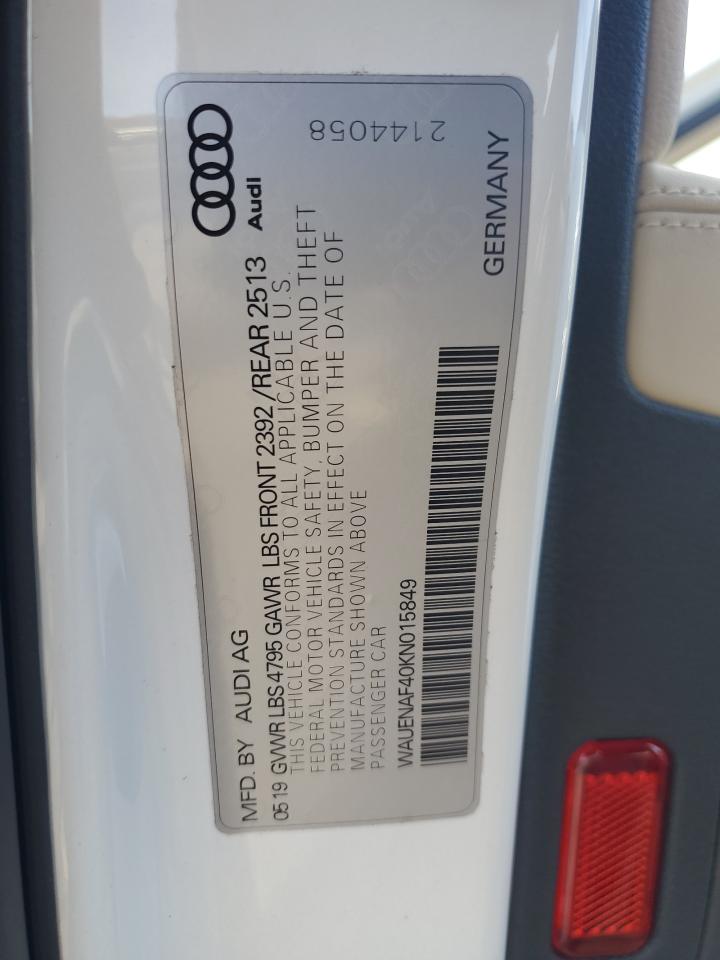 MFD. BY AUDI AG
05 19 GVWR LBS 4795 GAWR LBS FRONT 2392 /REAR 2513
THIS VEHICLE CONFORMS TO ALL APPLICABLE U.S.
FEDERAL MOTOR VEHICLE SAFETY, BUMPER AND THEFT
PREVENTION STANDARDS IN EFFECT ON THE DATE OF
MANUFACTURE SHOWN ABOVE
PASSENGER CAR
WAUENAF40KN015849
Audi
2144058
GERMANY